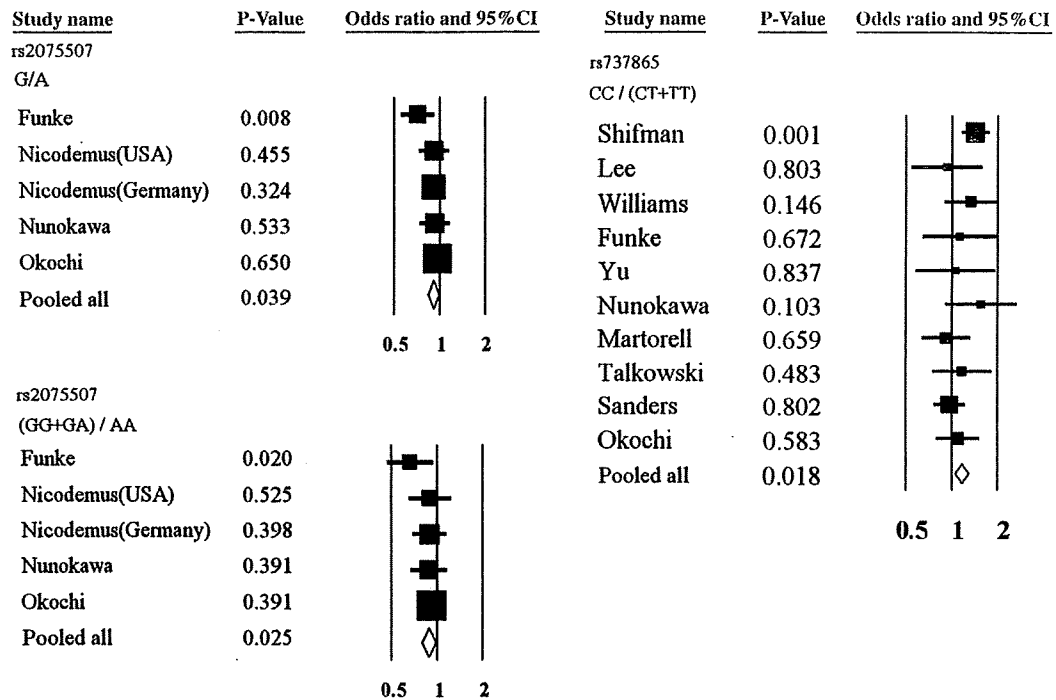 Study name P-Value Odds ratio and 95%CI
rs2075507
G/A
Funke 0.008
Nicodemus(USA) 0.455
Nicodemus(Germany) 0.324
Nunokawa 0.533
Okochi 0.650
Pooled all 0.039
0.5 1 2
rs2075507
(GG+GA) / AA
Funke 0.020
Nicodemus(USA) 0.525
Nicodemus(Germany) 0.398
Nunokawa 0.391
Okochi 0.391
Pooled all 0.025
0.5 1 2
Study name P-Value Odds ratio and 95%CI
rs737865
CC / (CT+TT)
Shifman 0.001
Lee 0.803
Williams 0.146
Funke 0.672
Yu 0.837
Nunokawa 0.103
Martorell 0.659
Talkowski 0.483
Sanders 0.802
Okochi 0.583
Pooled all 0.018
0.5 1 2